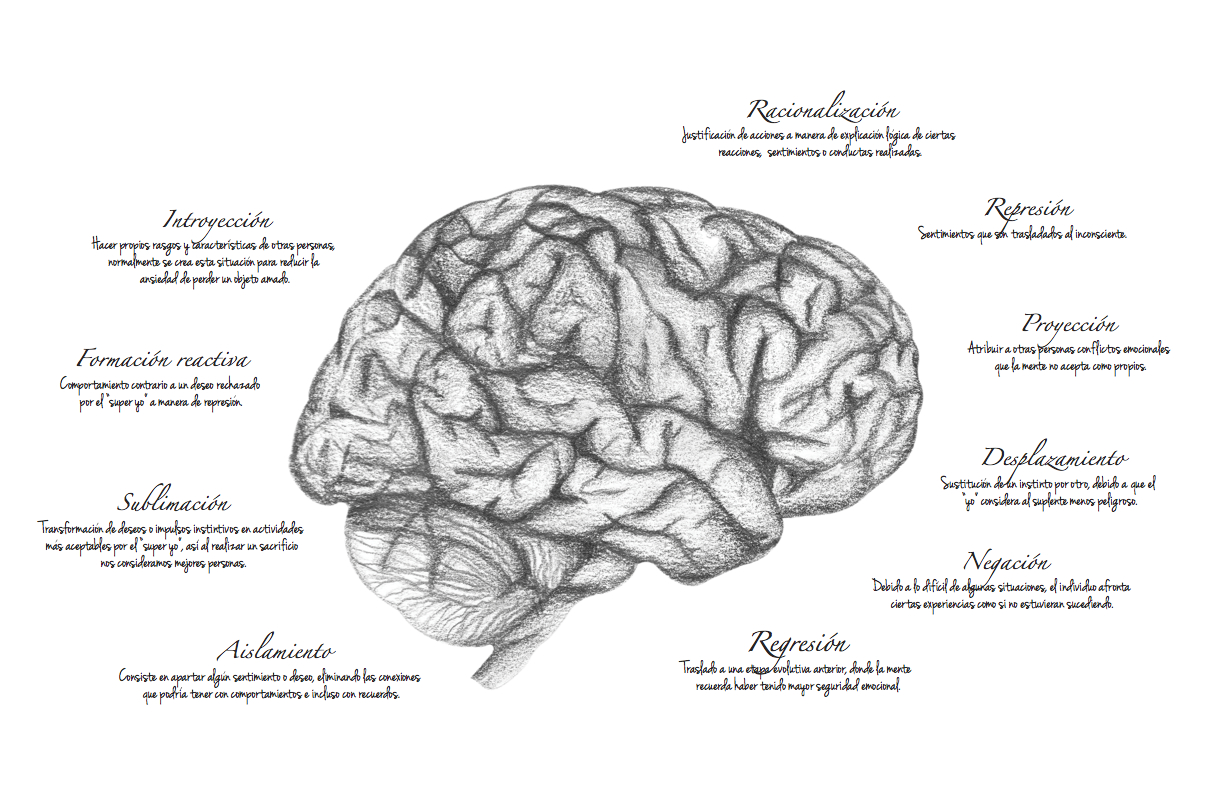 Racionalización
Justificación de acciones a manera de explicación lógica de ciertas
reacciones, sentimientos o conductas realizadas.
Introyección
Hacer propios rasgos y características de otras personas,
normalmente se crea esta situación para reducir la
ansiedad de perder un objeto amado.
Represión
Sentimientos que son trasladados al inconsciente.
Proyección
Atribuir a otras personas conflictos emocionales
que la mente no acepta como propios.
Formación reactiva
Comportamiento contrario a un deseo rechazado
por el "super yo" a manera de represión.
Desplazamiento
Sustitución de un instinto por otro, debido a que el
"yo" considera al suplente menos peligroso.
Sublimación
Transformación de deseos o impulsos instintivos en actividades
más aceptables por el "super yo", así al realizar un sacrificio
nos consideramos mejores personas.
Negación
Debido a lo difícil de algunas situaciones, el individuo afronta
ciertas experiencias como si no estuvieran sucediendo.
Aislamiento
Consiste en apartar algún sentimiento o deseo, eliminando las conexiones
que podría tener con comportamientos e incluso con recuerdos.
Regresión
Traslado a una etapa evolutiva anterior, donde la mente
recuerda haber tenido mayor seguridad emocional.